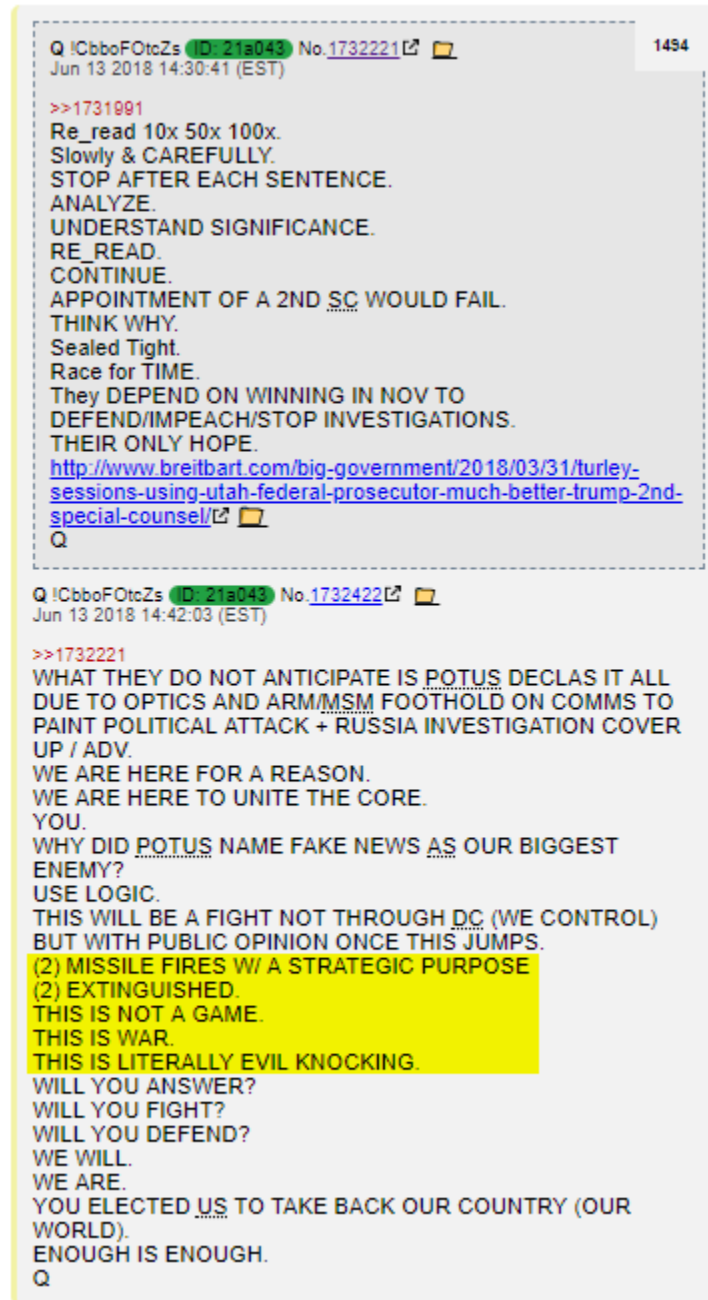 Q !CbboFOtcZs ID: 21a043 No.1732221
1494
Jun 13 2018 14:30:41 (EST)
>>1731991
Re_read 10x 50x 100x.
Slowly & CAREFULLY.
STOP AFTER EACH SENTENCE.
ANALYZE.
UNDERSTAND SIGNIFICANCE.
RE_READ.
CONTINUE.
APPOINTMENT OF A 2ND SC WOULD FAIL.
THINK WHY.
Sealed Tight.
Race for TIME.
They DEPEND ON WINNING IN NOV TO
DEFEND/IMPEACH/STOP INVESTIGATIONS.
THEIR ONLY HOPE.
http://www.breitbart.com/big-government/2018/03/31/turley-
sessions-using-utah-federal-prosecutor-much-better-trump-2nd-
special-counsel/
Q
Q !CbboFOtcZs ID: 21a043 No.1732422
Jun 13 2018 14:42:03 (EST)
>>1732221
WHAT THEY DO NOT ANTICIPATE IS POTUS DECLAS IT ALL
DUE TO OPTICS AND ARM/MSM FOOTHOLD ON COMMS TO
PAINT POLITICAL ATTACK + RUSSIA INVESTIGATION COVER
UP / ADV.
WE ARE HERE FOR A REASON.
WE ARE HERE TO UNITE THE CORE.
YOU.
WHY DID POTUS NAME FAKE NEWS AS OUR BIGGEST
ENEMY?
USE LOGIC.
THIS WILL BE A FIGHT NOT THROUGH DC (WE CONTROL)
BUT WITH PUBLIC OPINION ONCE THIS JUMPS.
(2) MISSILE FIRES W/ A STRATEGIC PURPOSE
(2) EXTINGUISHED.
THIS IS NOT A GAME.
THIS IS WAR.
THIS IS LITERALLY EVIL KNOCKING.
WILL YOU ANSWER?
WILL YOU FIGHT?
WILL YOU DEFEND?
WE WILL.
WE ARE.
YOU ELECTED US TO TAKE BACK OUR COUNTRY (OUR
WORLD).
ENOUGH IS ENOUGH.
Q